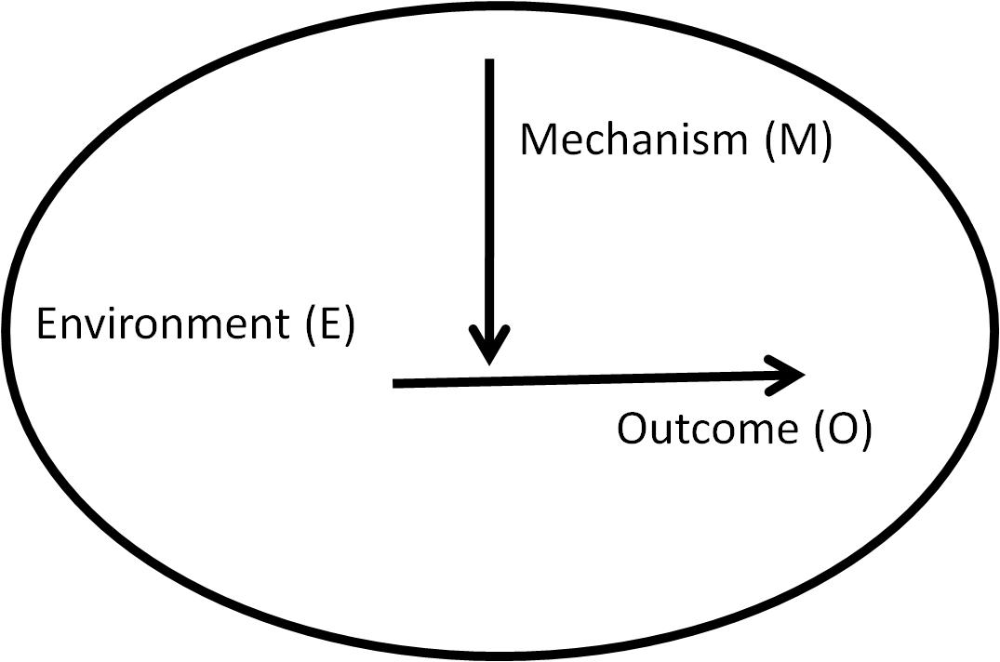 Mechanism (M)
Environment (E)
Outcome (O)